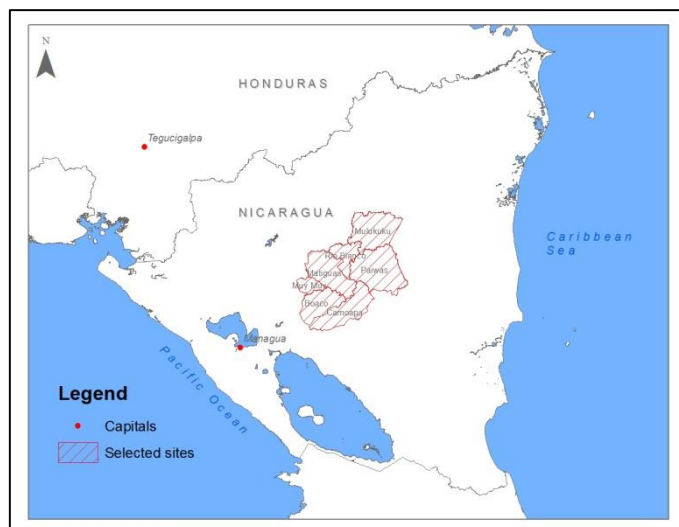 N
HONDURAS
Tegucigalpa
NICARAGUA
Mulukuku
Caribbean
Sea
Rio Blanco
Paiwas
Matiguas
Muy Muy
Boaco
Camoapa
Managua
Pacific Ocean
Legend
Capitals
Selected sites